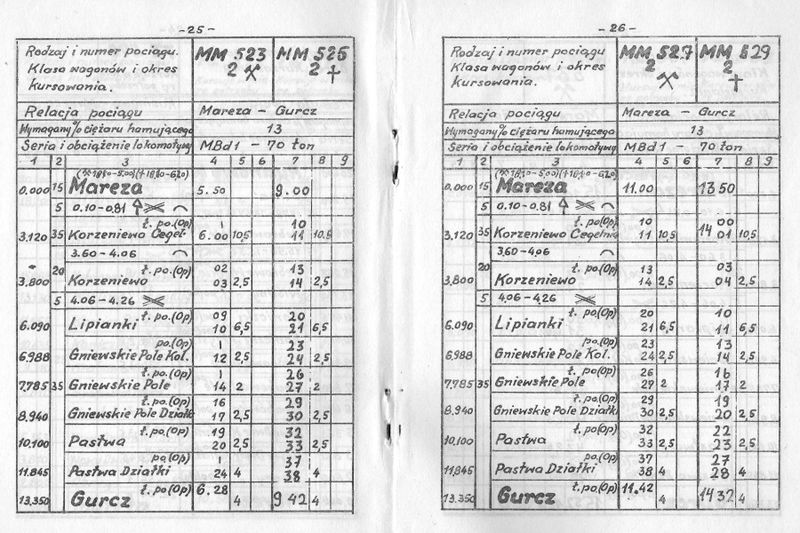 - 25 -
Rodzaj i numer pociągu. MM 523 MM 525
Klasa wagonów i okres 2 ⚒ 2 †
kursowania.
Relacja pociągu Mareza - Gurcz
Wymagany % ciężaru hamującego 13
Seria i obciążenie lokomotywy MBd1 - 70 ton
1 2 3 4 5 6 7 8 9
0.000 15 Mareza 5.50 9.00
5 0.10-0.81
ł. po.(Op) 1 10
3,120 35 Korzeniewo Cegel. 6.00 10,5 11 10,5
3.60-4.06
20 ł. po.(Op) 02 13
3,800 Korzeniewo 03 2,5 14 2,5
5 4.06-4.26
ł. po.(Op) 09 20
6.090 Lipianki 10 6,5 21 6,5
po.(Op) 1 23
6,988 Gniewskie Pole Kol. 12 2,5 24 2,5
ł. po.(Op) 1 26
7,785 35 Gniewskie Pole 14 2 27 2
ł. po.(Op) 16 29
8,940 Gniewskie Pole Działk 17 2,5 30 2,5
ł. po.(Op) 19 32
10,100 Pastwa 20 2,5 33 2,5
po.(Op) 1 37
11,845 Pastwa Działki 24 4 38 4
ł. po.(Op) 6.28
13,350 Gurcz 4 9 42 4
- 26 -
Rodzaj i numer pociągu. MM 527 MM 529
Klasa wagonów i okres 2 2
kursowania. ⚒ †
Relacja pociągu Mareza - Gurcz
Wymagany % ciężaru hamującego 13
Seria i obciążenie lokomotywy MBd1 - 70 ton
1 2 3 4 5 6 7 8 9
0.000 15 Mareza 11.00 13 50
5 0.10-0.81
ł. po(Op) 10 00
3,120 35 Korzeniewo Cegelnia 11 10,5 14 01 10,5
3,60-4,06
20 ł. po.(Op) 13 03
3,800 Korzeniewo 14 2,5 04 2,5
5 4,06-4,26
ł. po.(Op) 20 10
6.090 Lipianki 21 6,5 11 6,5
po.(Op) 23 13
6,988 Gniewskie Pole Kol. 24 2,5 14 2,5
ł. po.(Op) 26 16
7,785 35 Gniewskie Pole 27 2 17 2
ł. po.(Op) 29 19
8,940 Gniewskie Pole Działk 30 2,5 20 2,5
ł. po(Op) 32 22
10,100 Pastwa 33 2,5 23 2,5
po(Op) 37 27
11,845 Pastwa Działki 38 4 28 4
ł. po.(Op) 11.42
13.350 Gurcz 4 14 32 4